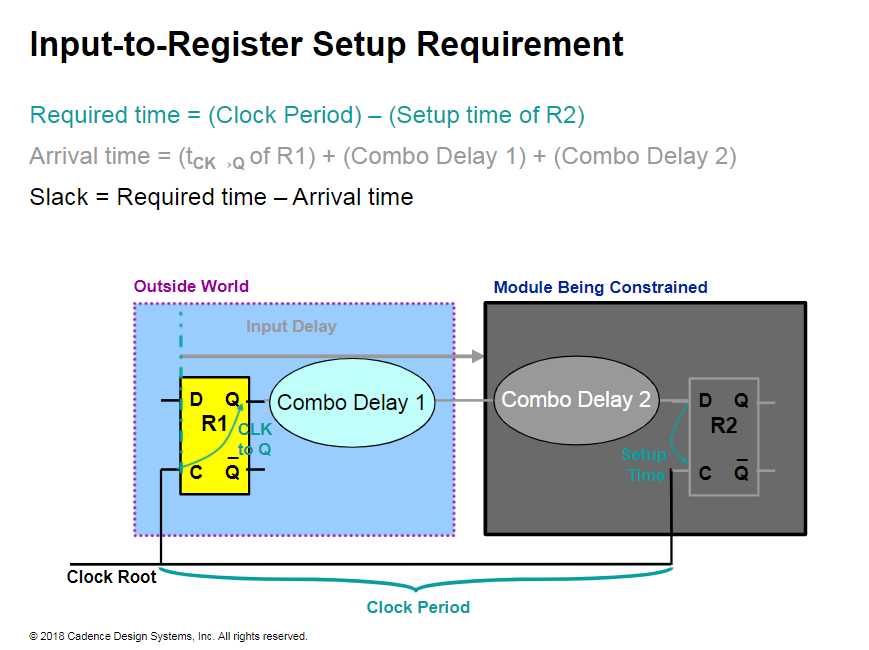 Input-to-Register Setup Requirement
Required time = (Clock Period) – (Setup time of R2)
Arrival time = (tCK →Q of R1) + (Combo Delay 1) + (Combo Delay 2)
Slack = Required time – Arrival time
Outside World
Module Being Constrained
Input Delay
D Q
R1
CLK
to Q
C Q̅
Combo Delay 1
Combo Delay 2
D Q
R2
Setup
Time
C Q̅
Clock Root
Clock Period
© 2018 Cadence Design Systems, Inc. All rights reserved.